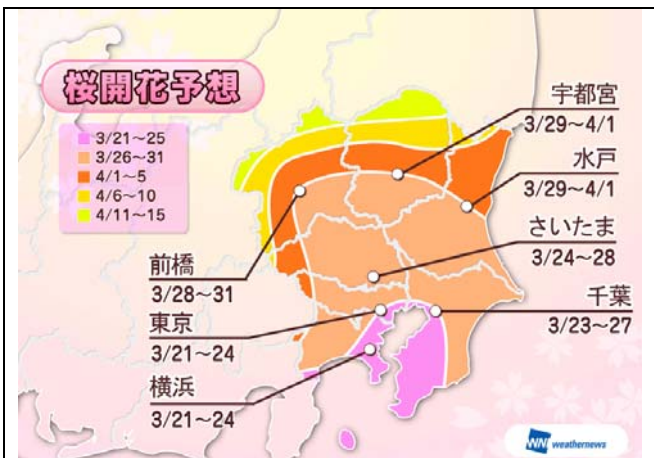 桜開花予想
3/21～25
3/26～31
4/1～5
4/6～10
4/11～15
宇都宮
3/29～4/1
水戸
3/29～4/1
さいたま
3/24～28
千葉
3/23～27
前橋
3/28～31
東京
3/21～24
横浜
3/21～24
WN weathernews